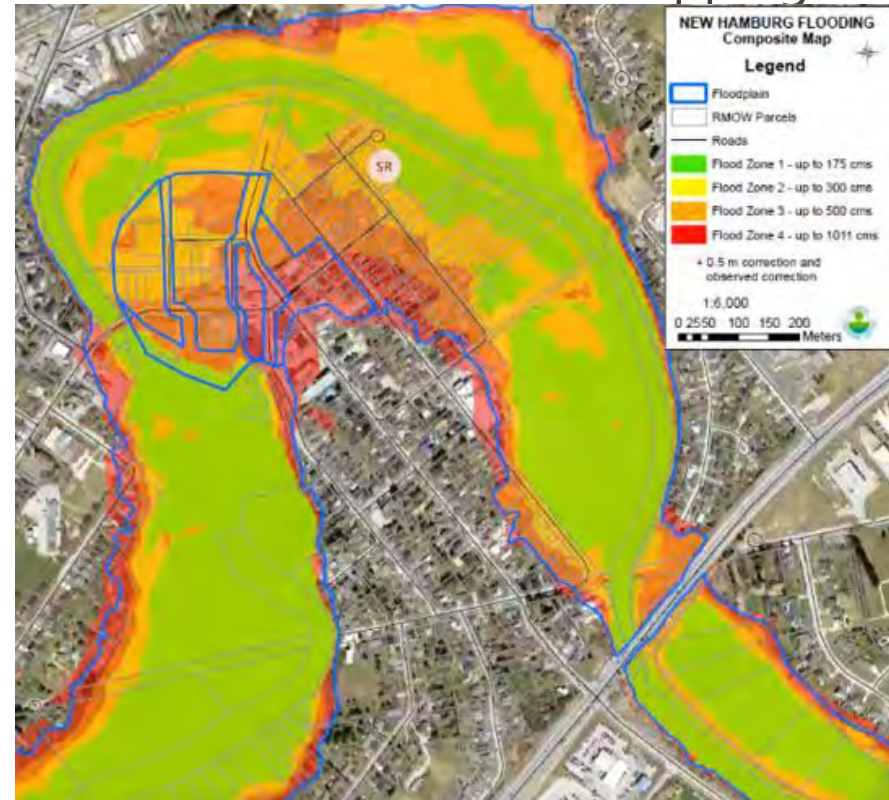 NEW HAMBURG FLOODING
Composite Map
Legend
Floodplain
RMOW Parcels
Roads
Flood Zone 1 - up to 175 cms
Flood Zone 2 - up to 300 cms
Flood Zone 3 - up to 500 cms
Flood Zone 4 - up to 1011 cms
+ 0.5 m correction and
observed correction
1:6,000
0 2550 100 150 200
Meters
SR